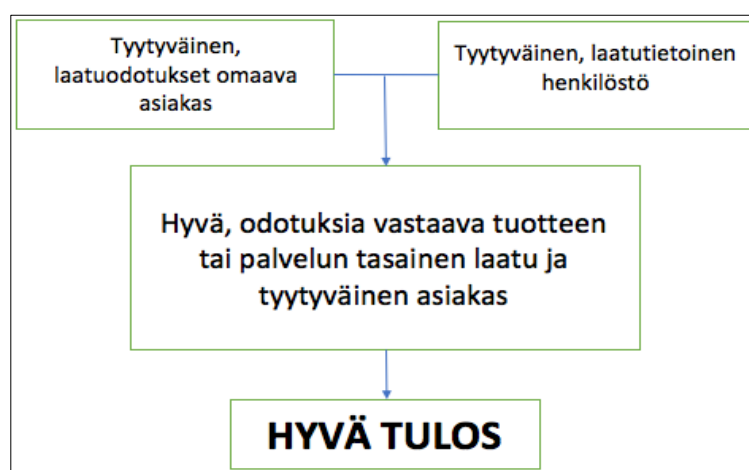 Tyytyväinen,
laatuodotukset omaava
asiakas
Tyytyväinen, laatutietoinen
henkilöstö
Hyvä, odotuksia vastaava tuotteen
tai palvelun tasainen laatu ja
tyytyväinen asiakas
HYVÄ TULOS